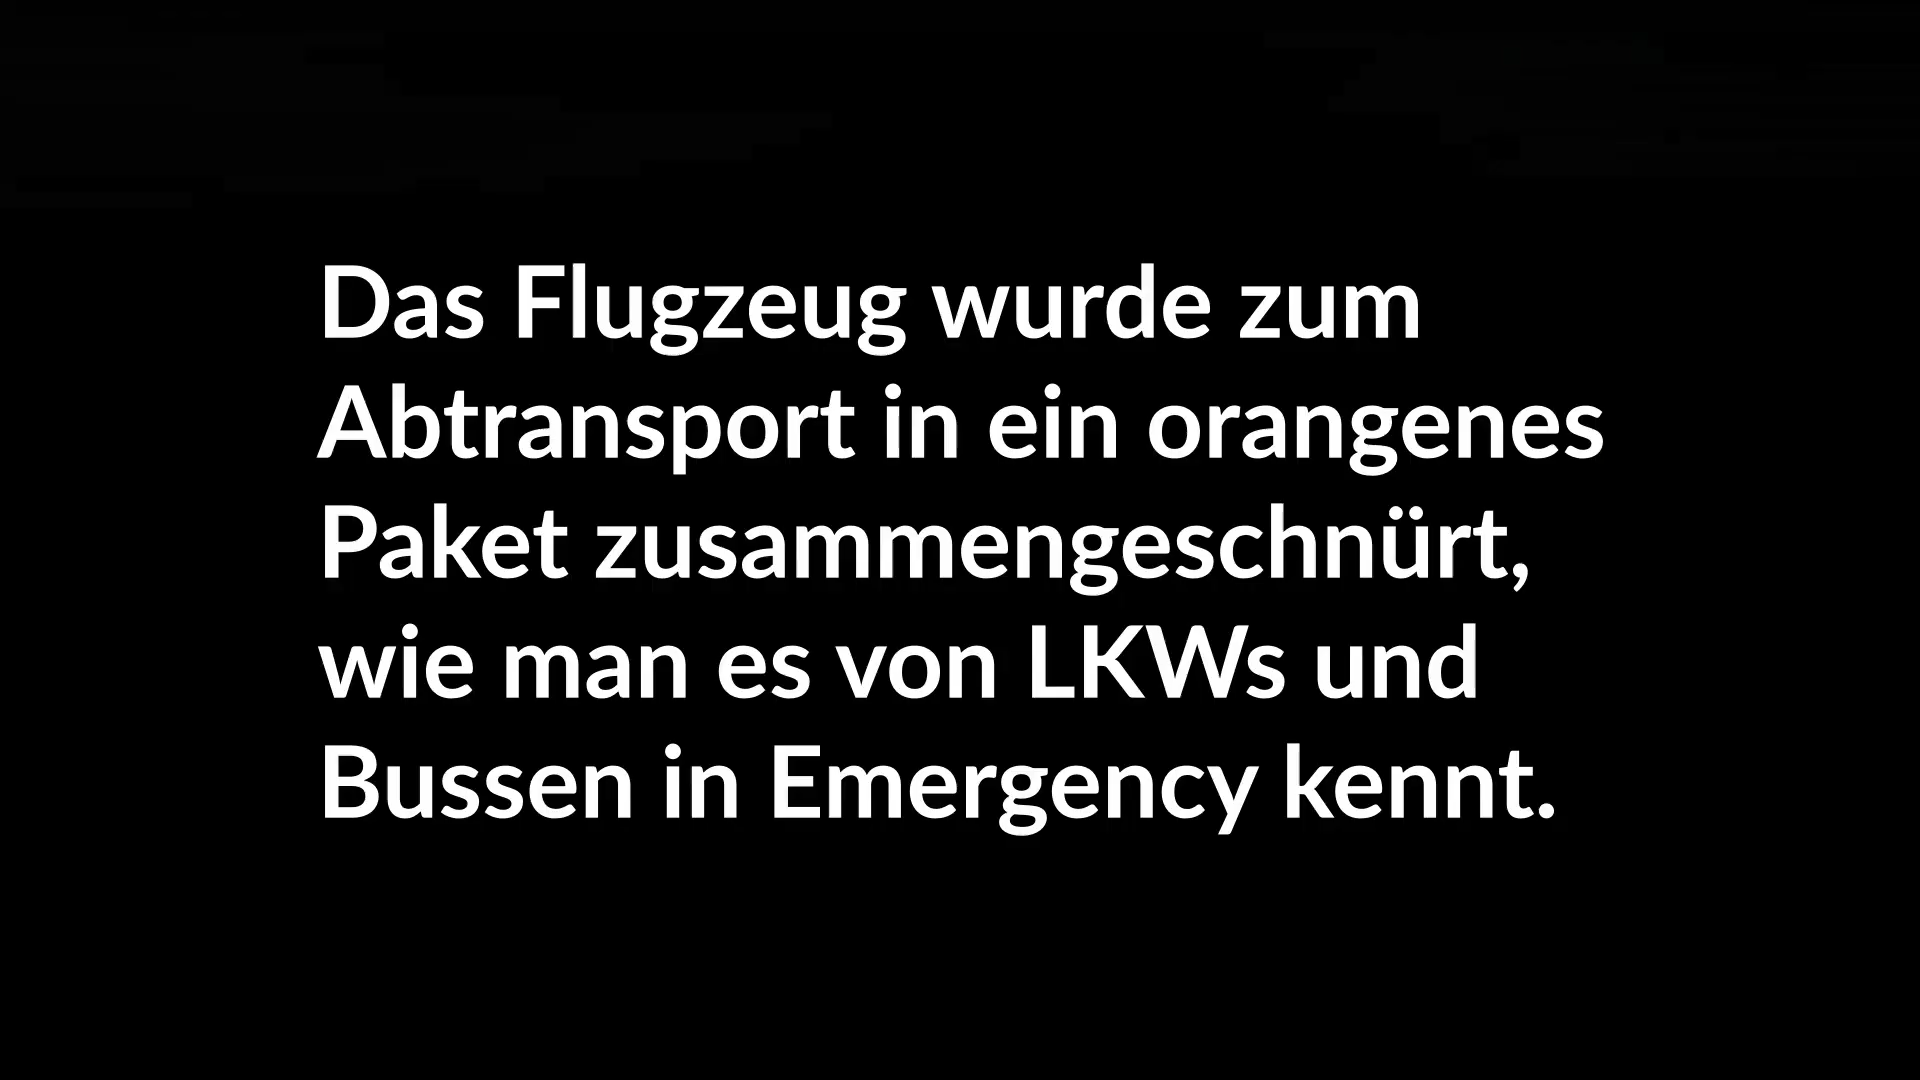 Das Flugzeug wurde zum
Abtransport in ein orangenes
Paket zusammengeschnürt,
wie man es von LKWs und
Bussen in Emergency kennt.